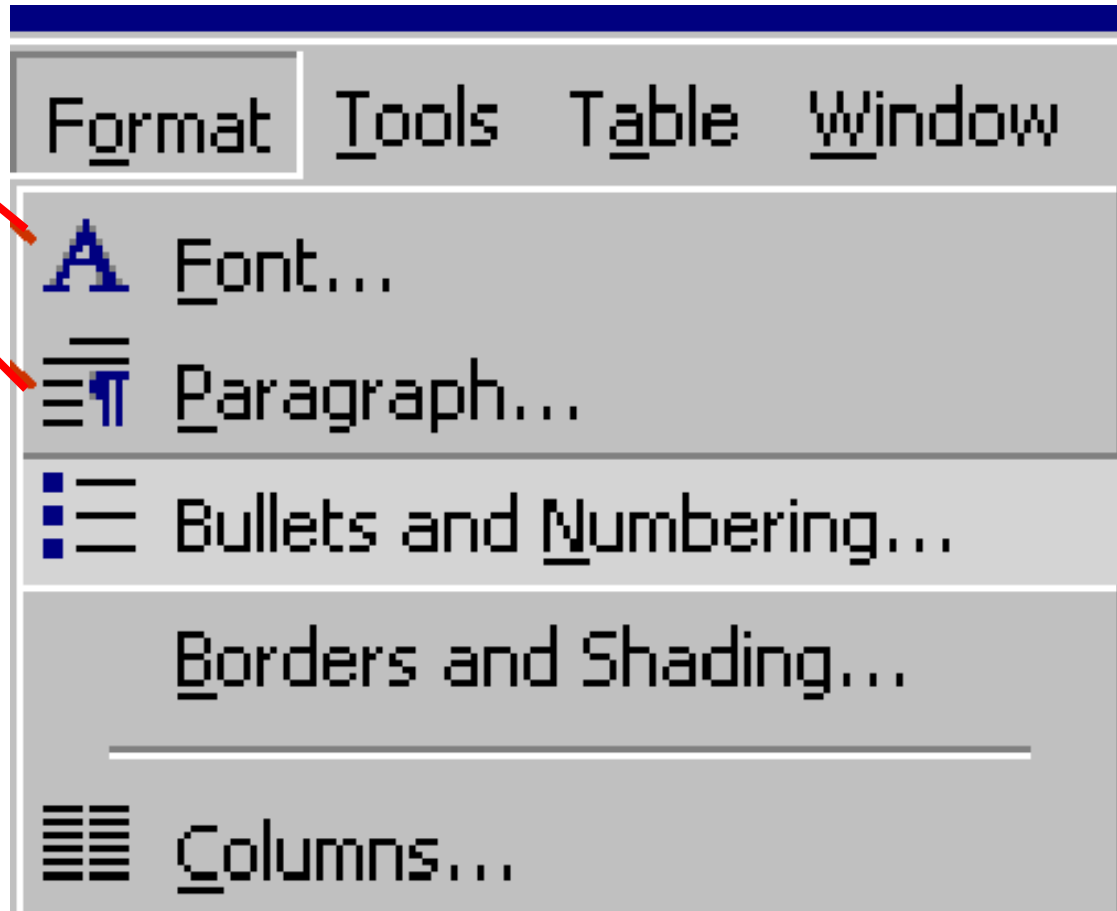 Format Tools Table Window
Font...
Paragraph...
Bullets and Numbering...
Borders and Shading...
Columns...